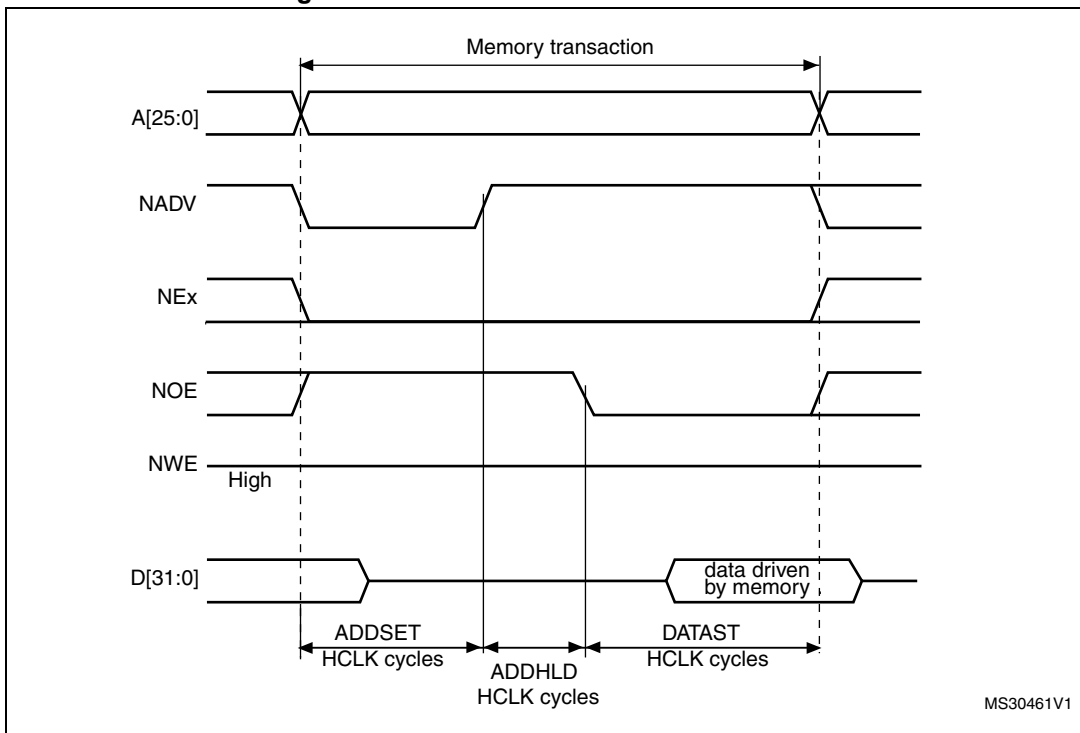 g
Memory transaction
A[25:0]
NADV
NEx
NOE
NWE
High
D[31:0]
data driven
by memory
ADDSET
HCLK cycles
ADDHLD
HCLK cycles
DATAST
HCLK cycles
MS30461V1